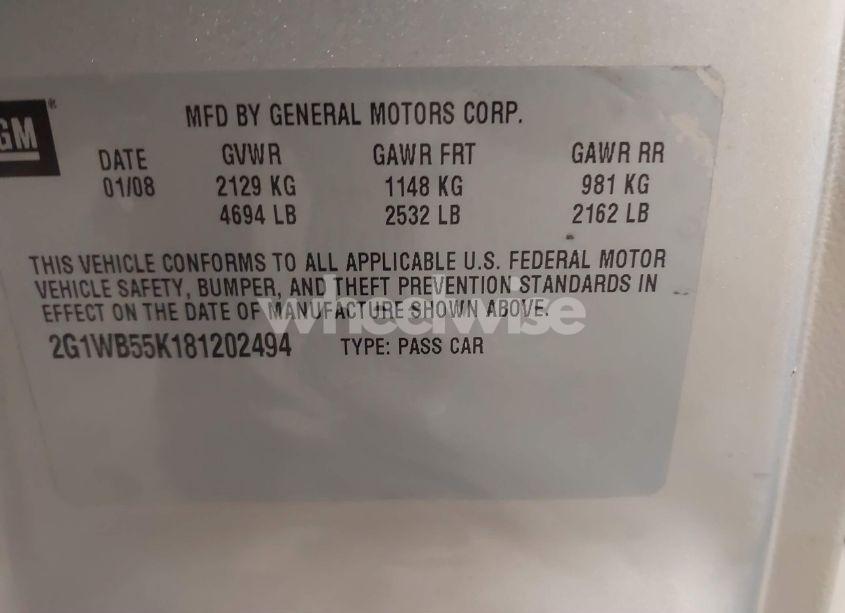 GM®
MFD BY GENERAL MOTORS CORP.
DATE GVWR GAWR FRT GAWR RR
01/08 2129 KG 1148 KG 981 KG
4694 LB 2532 LB 2162 LB
THIS VEHICLE CONFORMS TO ALL APPLICABLE U.S. FEDERAL MOTOR
VEHICLE SAFETY, BUMPER, AND THEFT PREVENTION STANDARDS IN
EFFECT ON THE DATE OF MANUFACTURE SHOWN ABOVE.
wheelwise
2G1WB55K181202494 TYPE: PASS CAR